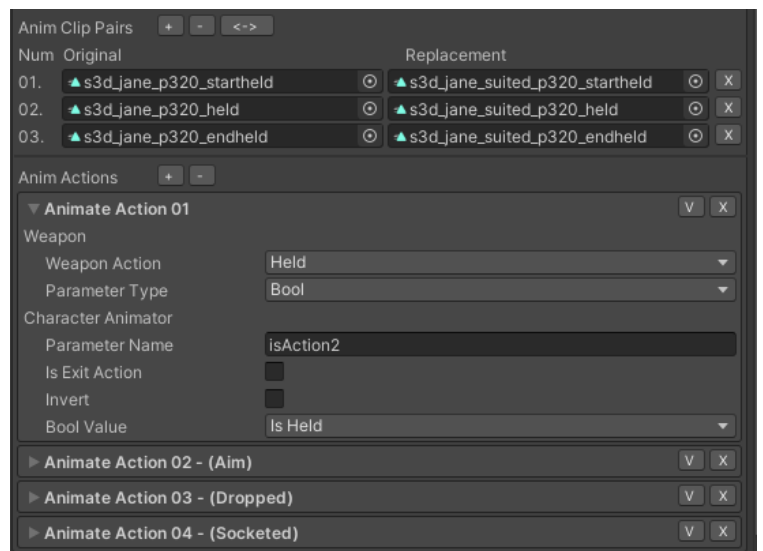 Anim Clip Pairs + - <->
Num Original Replacement
01. s3d_jane_p320_startheld s3d_jane_suited_p320_startheld X
02. s3d_jane_p320_held s3d_jane_suited_p320_held X
03. s3d_jane_p320_endheld s3d_jane_suited_p320_endheld X
Anim Actions + -
Animate Action 01 V X
Weapon
Weapon Action Held
Parameter Type Bool
Character Animator
Parameter Name isAction2
Is Exit Action
Invert
Bool Value Is Held
Animate Action 02 - (Aim) V X
Animate Action 03 - (Dropped) V X
Animate Action 04 - (Socketed) V X